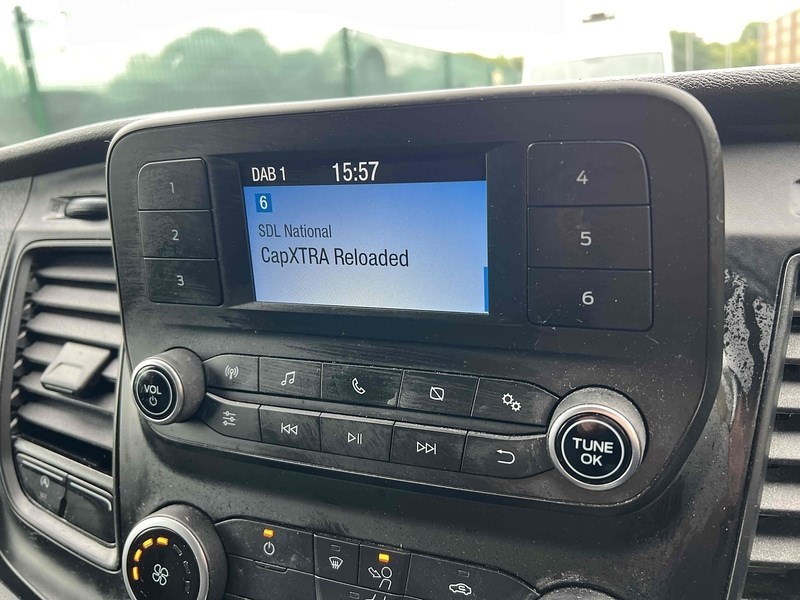 DAB 1 15:57
6
SDL National
CapXTRA Reloaded
1
2
3
4
5
6
VOL
TUNE
OK